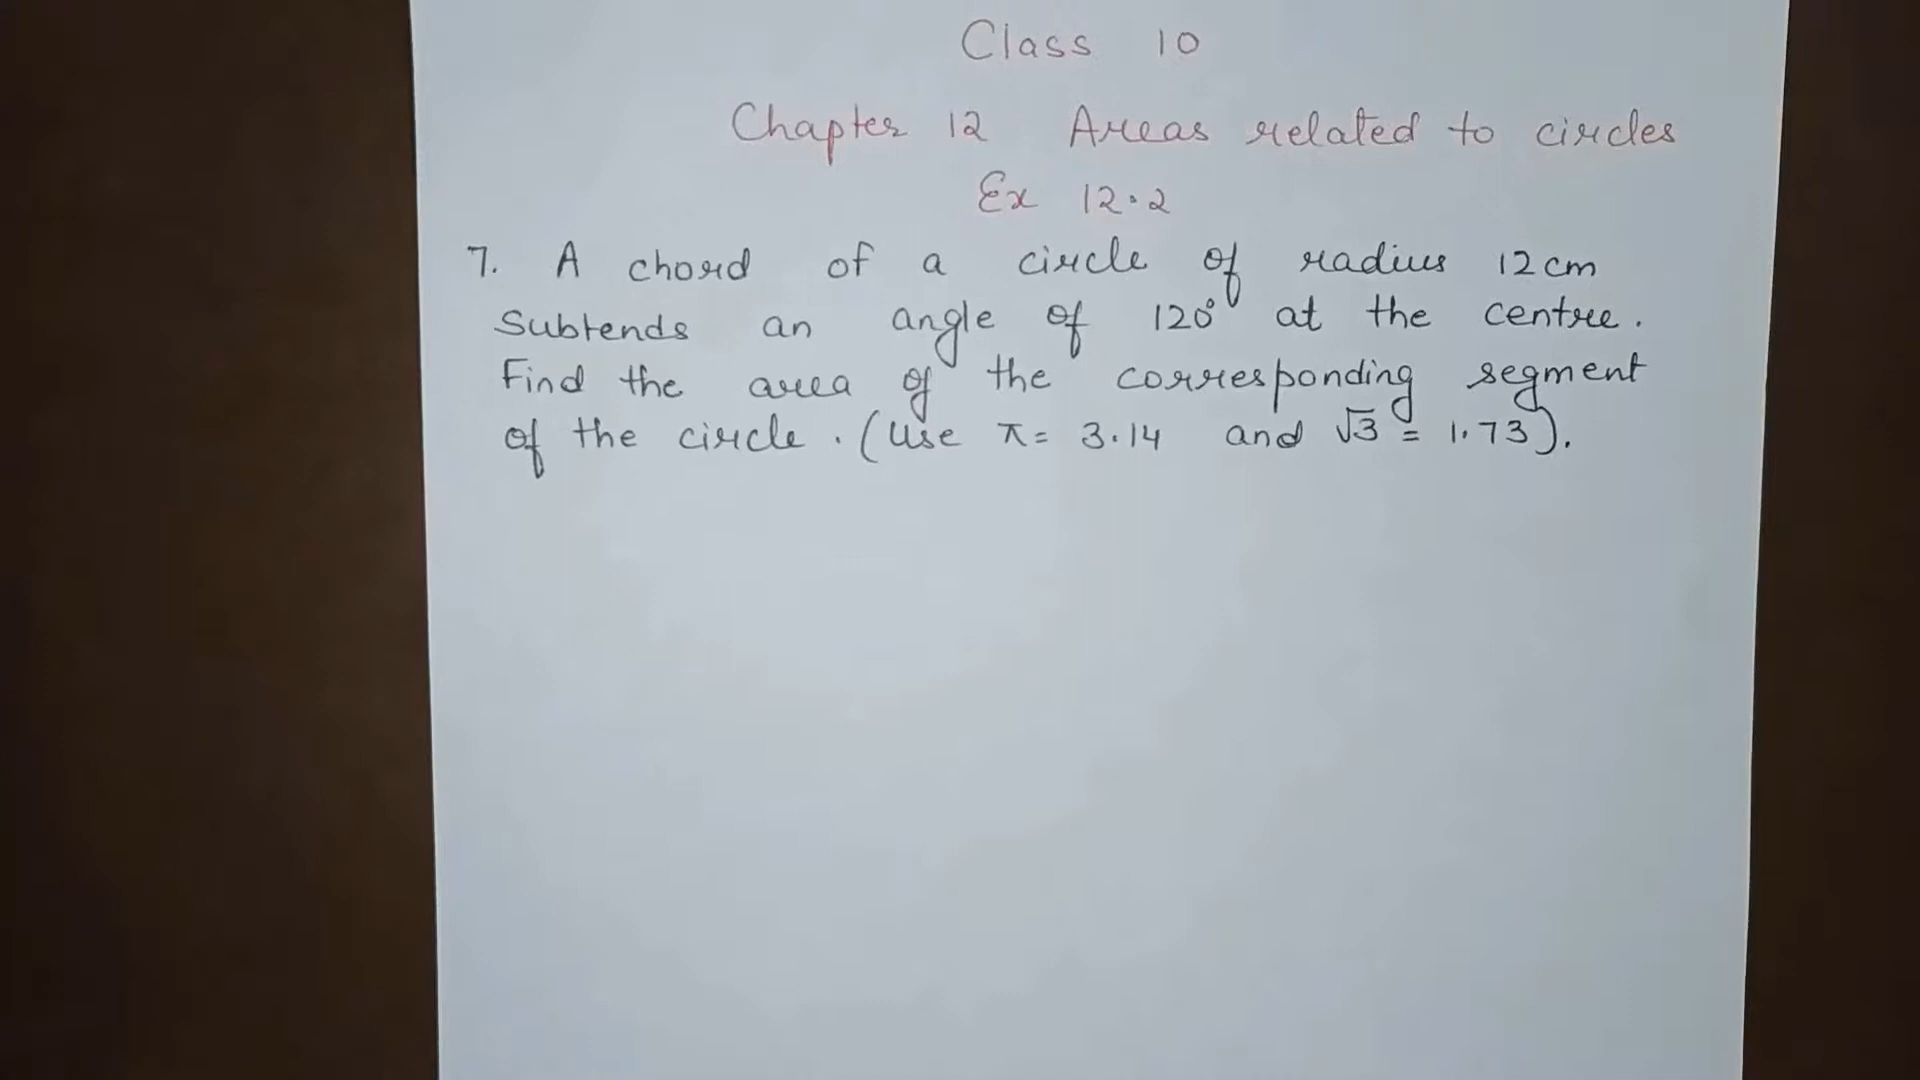 Class 10
Chapter 12 Areas related to circles
Ex 12.2
7. A chord of a circle of radius 12 cm
Subtends an angle of 120° at the centre.
Find the area of the corresponding segment
of the circle. (Use π = 3.14 and √3 = 1.73).